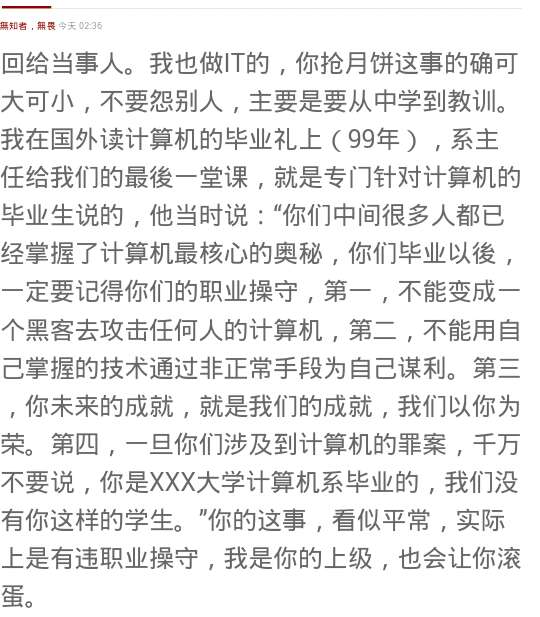 無知者，無畏 今天 02:36
回给当事人。我也做IT的，你抢月饼这事的确可
大可小，不要怨别人，主要是要从中学到教训。
我在国外读计算机的毕业礼上（99年），系主
任给我们的最後一堂课，就是专门针对计算机的
毕业生说的，他当时说：“你们中间很多人都已
经掌握了计算机最核心的奥秘，你们毕业以後，
一定要记得你们的职业操守，第一，不能变成一
个黑客去攻击任何人的计算机，第二，不能用自
己掌握的技术通过非正常手段为自己谋利。第三
，你未来的成就，就是我们的成就，我们以你为
荣。第四，一旦你们涉及到计算机的罪案，千万
不要说，你是XXX大学计算机系毕业的，我们没
有你这样的学生。”你的这事，看似平常，实际
上是有违职业操守，我是你的上级，也会让你滚
蛋。